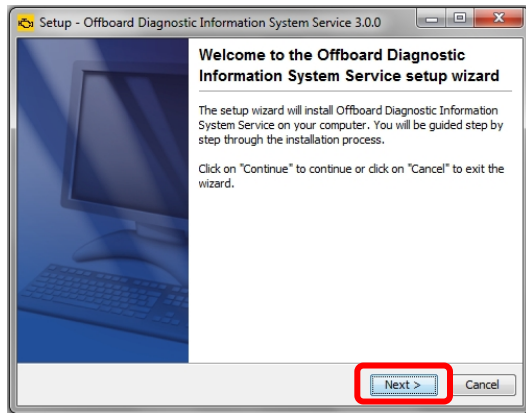 Setup - Offboard Diagnostic Information System Service 3.0.0
Welcome to the Offboard Diagnostic
Information System Service setup wizard
The setup wizard will install Offboard Diagnostic Information
System Service on your computer. You will be guided step by
step through the installation process.
Click on "Continue" to continue or click on "Cancel" to exit the
wizard.
Next >
Cancel